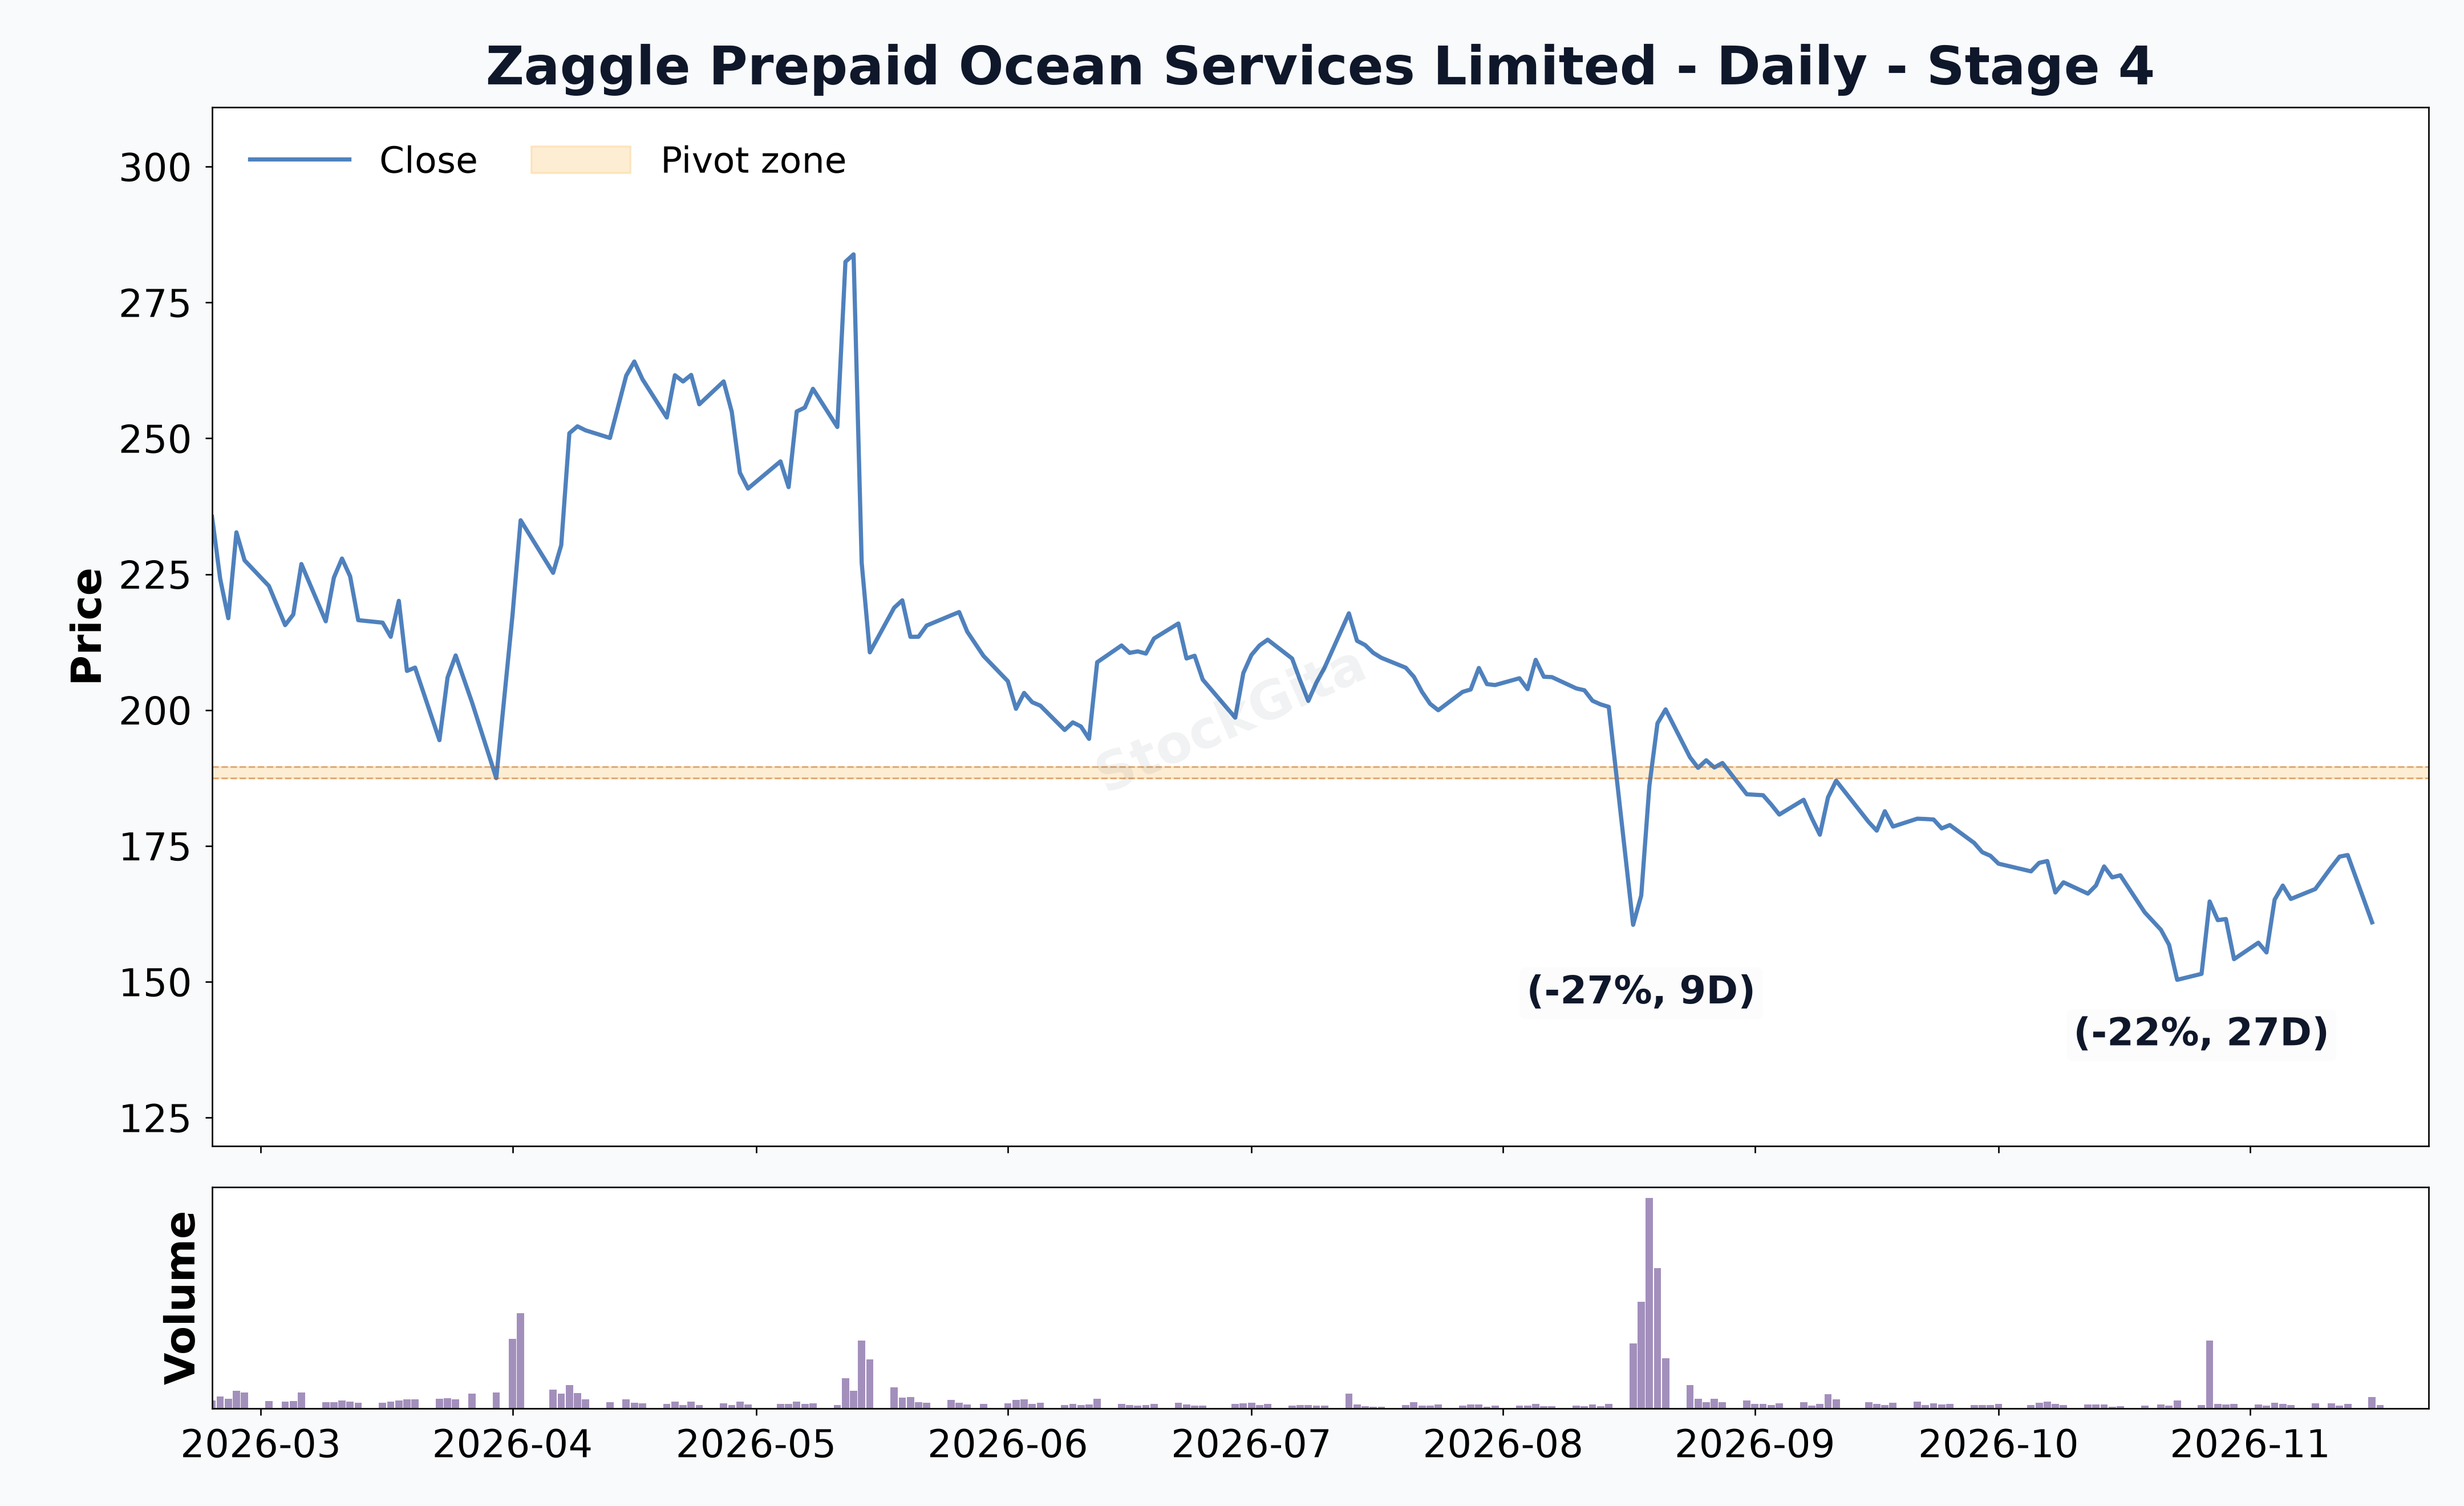 Zaggle Prepaid Ocean Services Limited - Daily - Stage 4
Close
Pivot zone
300
275
250
225
200
175
150
125
Price
StockGita
(-27%, 9D)
(-22%, 27D)
Volume
2026-03
2026-04
2026-05
2026-06
2026-07
2026-08
2026-09
2026-10
2026-11